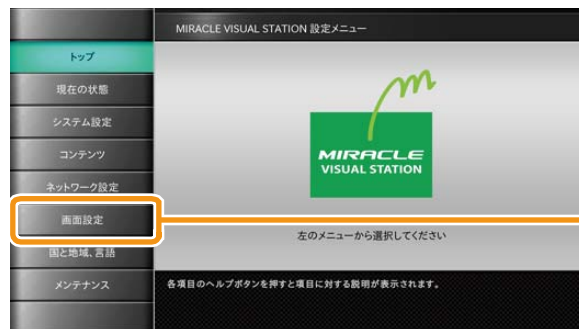 MIRACLE VISUAL STATION 設定メニュー
トップ
現在の状態
システム設定
コンテンツ
ネットワーク設定
画面設定
国と地域、言語
メンテナンス
m
MIRACLE
VISUAL STATION
左のメニューから選択してください
各項目のヘルプボタンを押すと項目に対する説明が表示されます。